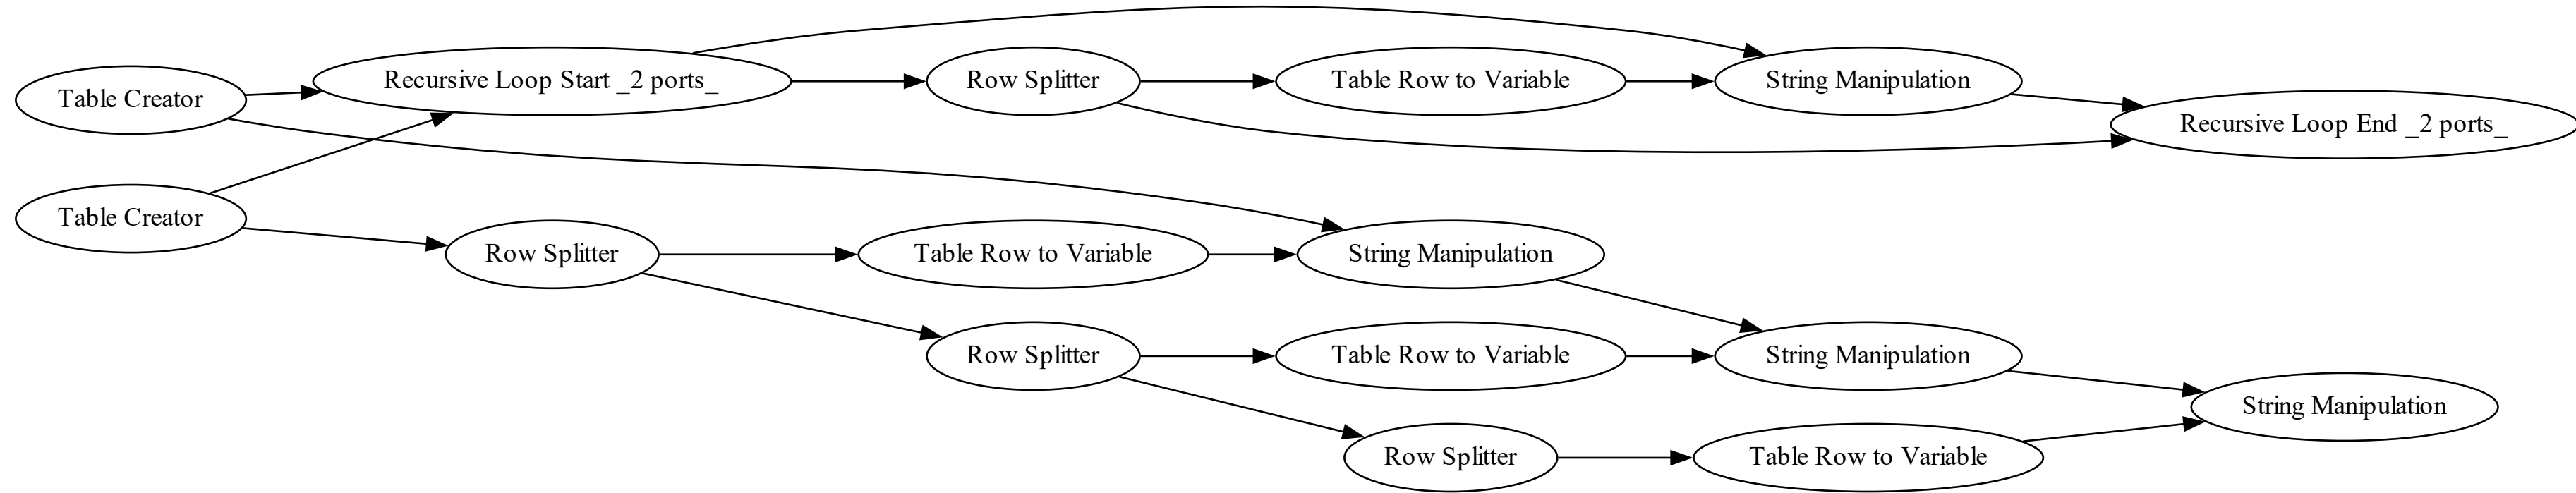 Table Creator
Recursive Loop Start _2 ports_
Row Splitter
Table Row to Variable
String Manipulation
Recursive Loop End _2 ports_
Table Creator
Row Splitter
Table Row to Variable
String Manipulation
Row Splitter
Table Row to Variable
String Manipulation
String Manipulation
Row Splitter
Table Row to Variable